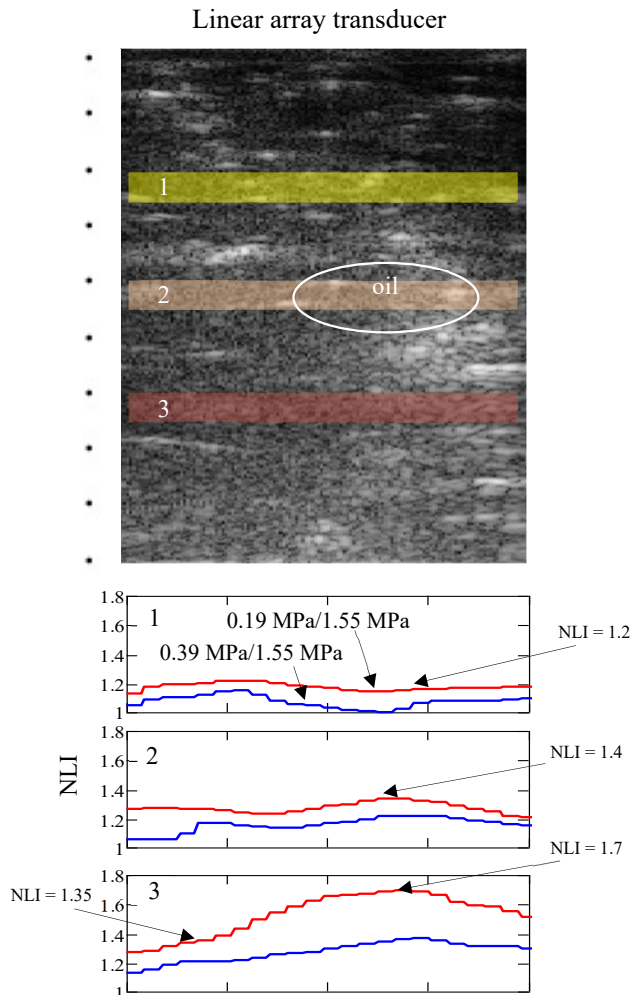 Linear array transducer
1
oil
2
3
1.8
1
1.6
0.19 MPa/1.55 MPa
NLI = 1.2
1.4
0.39 MPa/1.55 MPa
1.2
1
1.8
2
1.6
NLI = 1.4
1.4
1.2
1
NLI
NLI = 1.7
1.8
3
NLI = 1.35
1.6
1.4
1.2
1